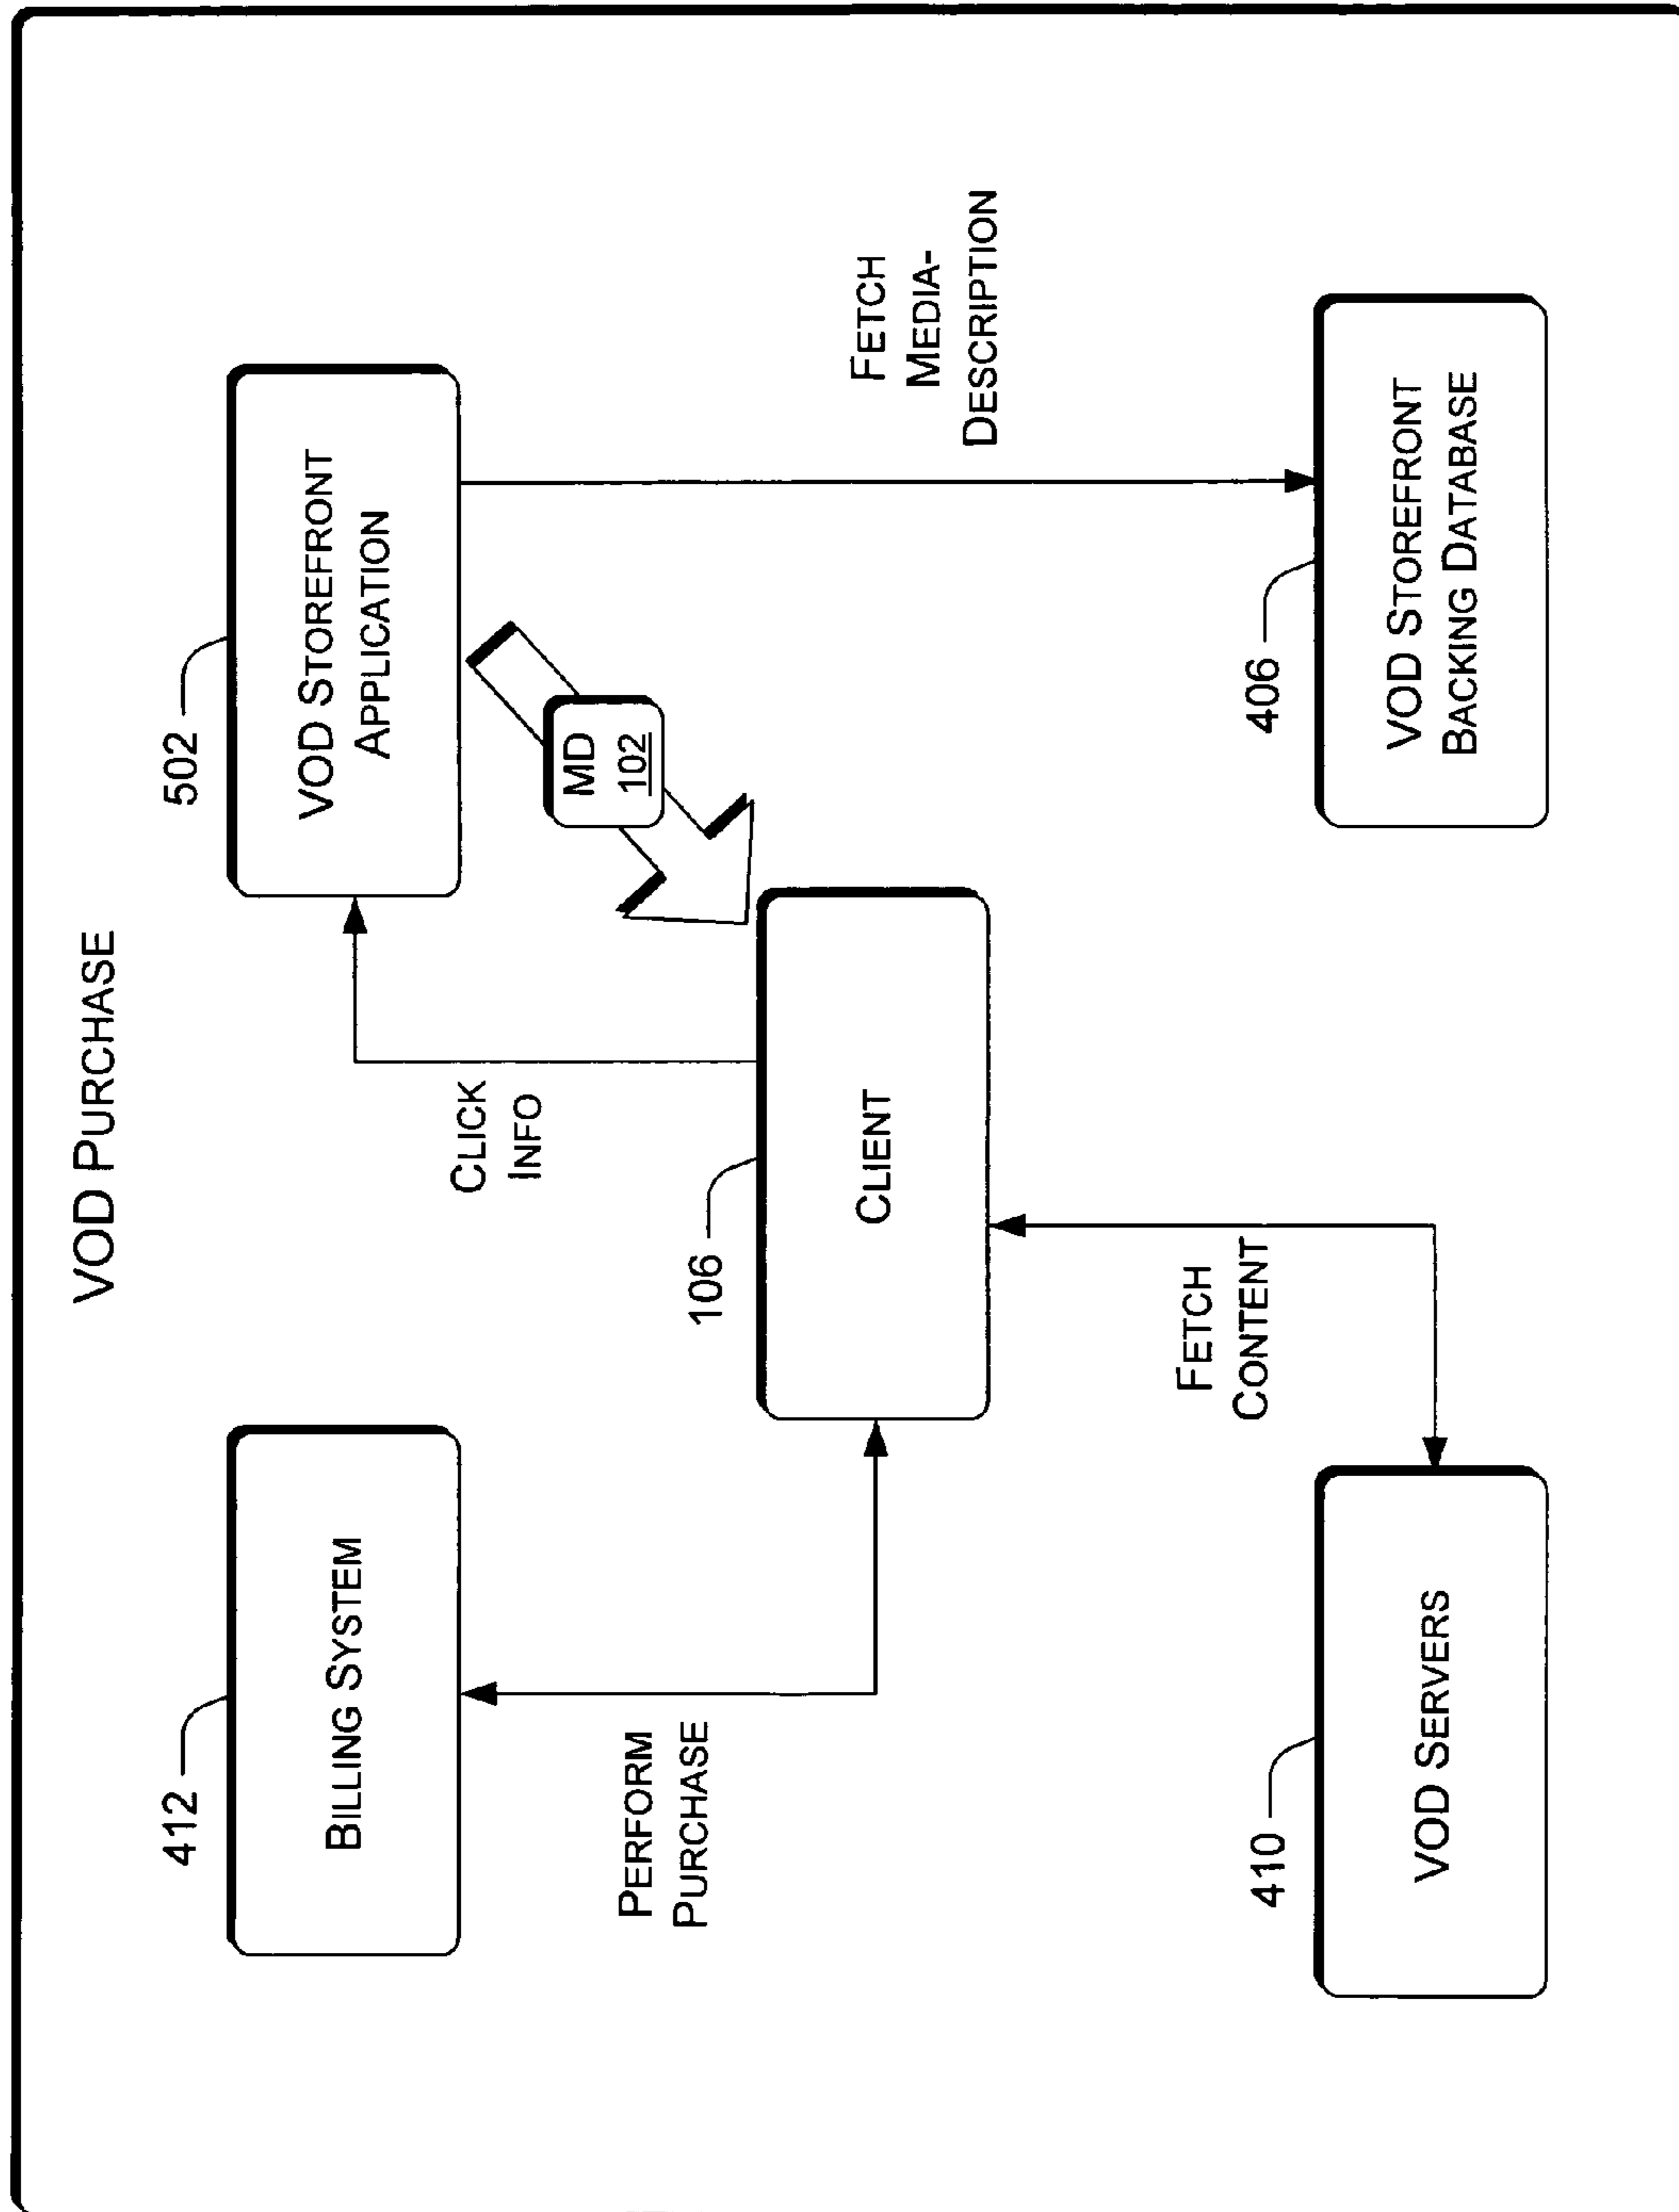 VOD PURCHASE
412
BILLING SYSTEM
502
VOD STOREFRONT
APPLICATION
PERFORM
PURCHASE
CLICK
INFO
MD
102
106
CLIENT
FETCH
MEDIA-
DESCRIPTION
FETCH
CONTENT
410
VOD SERVERS
406
VOD STOREFRONT
BACKING DATABASE